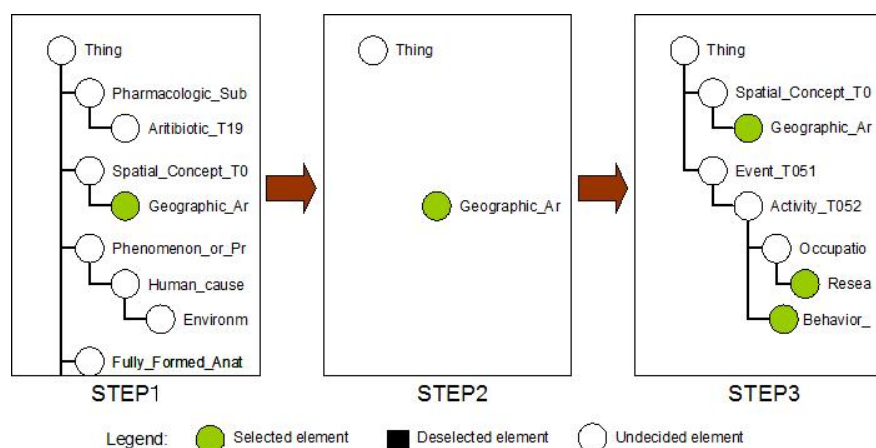 Thing
Pharmacologic_Sub
Aritibiotic_T19
Spatial_Concept_T0
Geographic_Ar
Phenomenon_or_Pr
Human_cause
Environm
Fully_Formed_Anat
STEP1
Thing
Geographic_Ar
STEP2
Thing
Spatial_Concept_T0
Geographic_Ar
Event_T051
Activity_T052
Occupatio
Resea
Behavior_
STEP3
Legend: Selected element Deselected element Undecided element